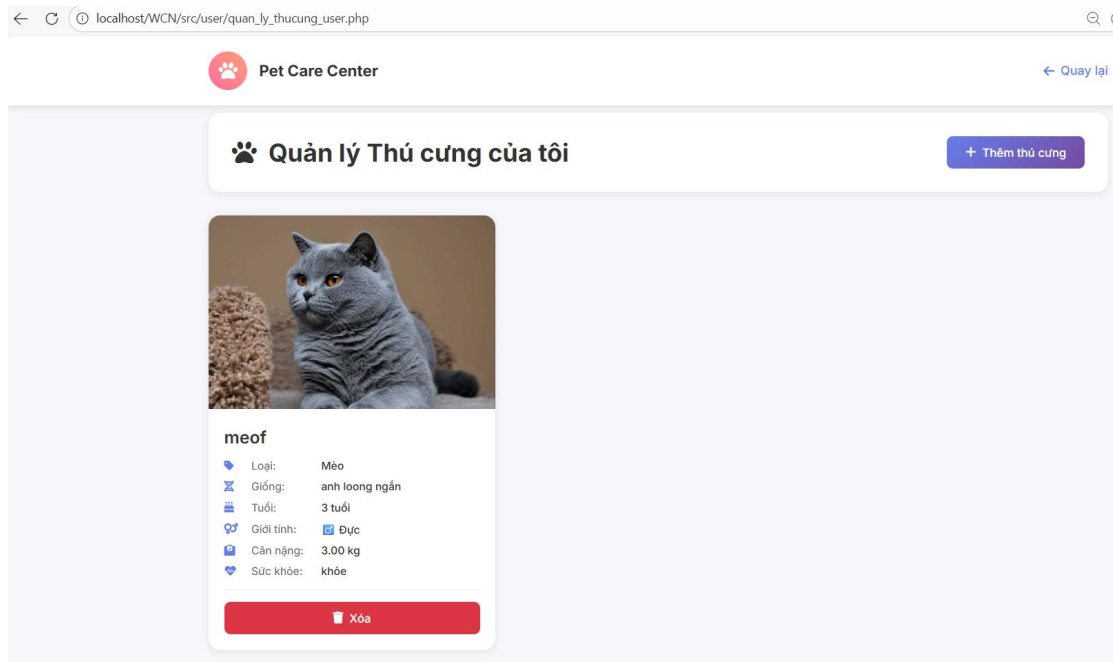 localhost/WCN/src/user/quan_ly_thucung_user.php
Pet Care Center
← Quay lại
Quản lý Thú cưng của tôi
+ Thêm thú cưng
meof
Loại: Mèo
Giống: anh loong ngắn
Tuổi: 3 tuổi
Giới tính: ♂ Đực
Cân nặng: 3.00 kg
Sức khỏe: khỏe
Xóa